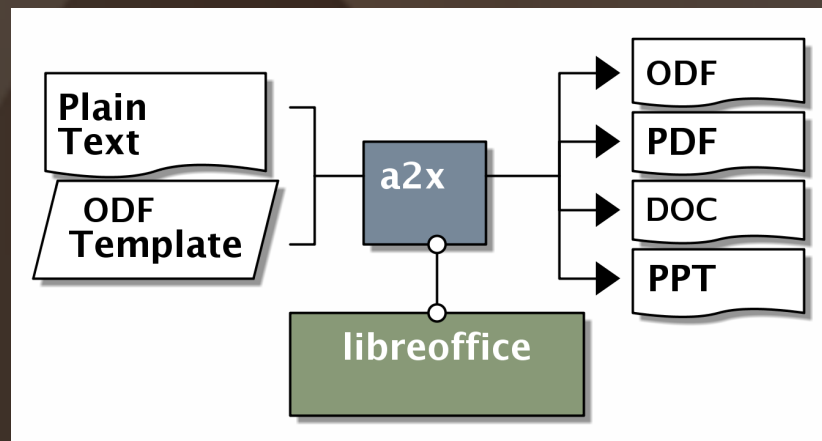 Plain
Text
ODF
Template
a2x
libreoffice
ODF
PDF
DOC
PPT